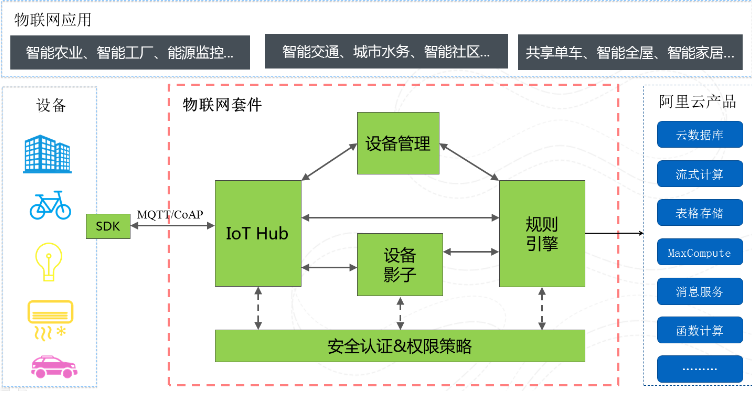 物联网应用
智能农业、智能工厂、能源监控...
智能交通、城市水务、智能社区...
共享单车、智能全屋、智能家居...
设备
SDK
MQTT/CoAP
物联网套件
设备管理
IoT Hub
设备
影子
规则
引擎
安全认证&权限策略
阿里云产品
云数据库
流式计算
表格存储
MaxCompute
消息服务
函数计算
………